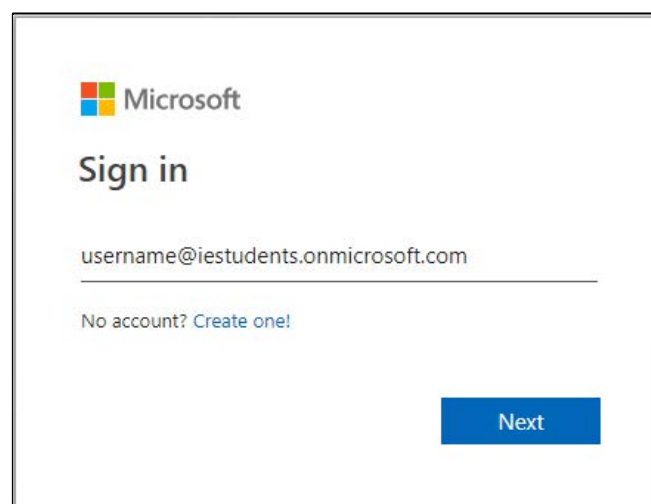 Microsoft
Sign in
username@iestudents.onmicrosoft.com
No account? Create one!
Next